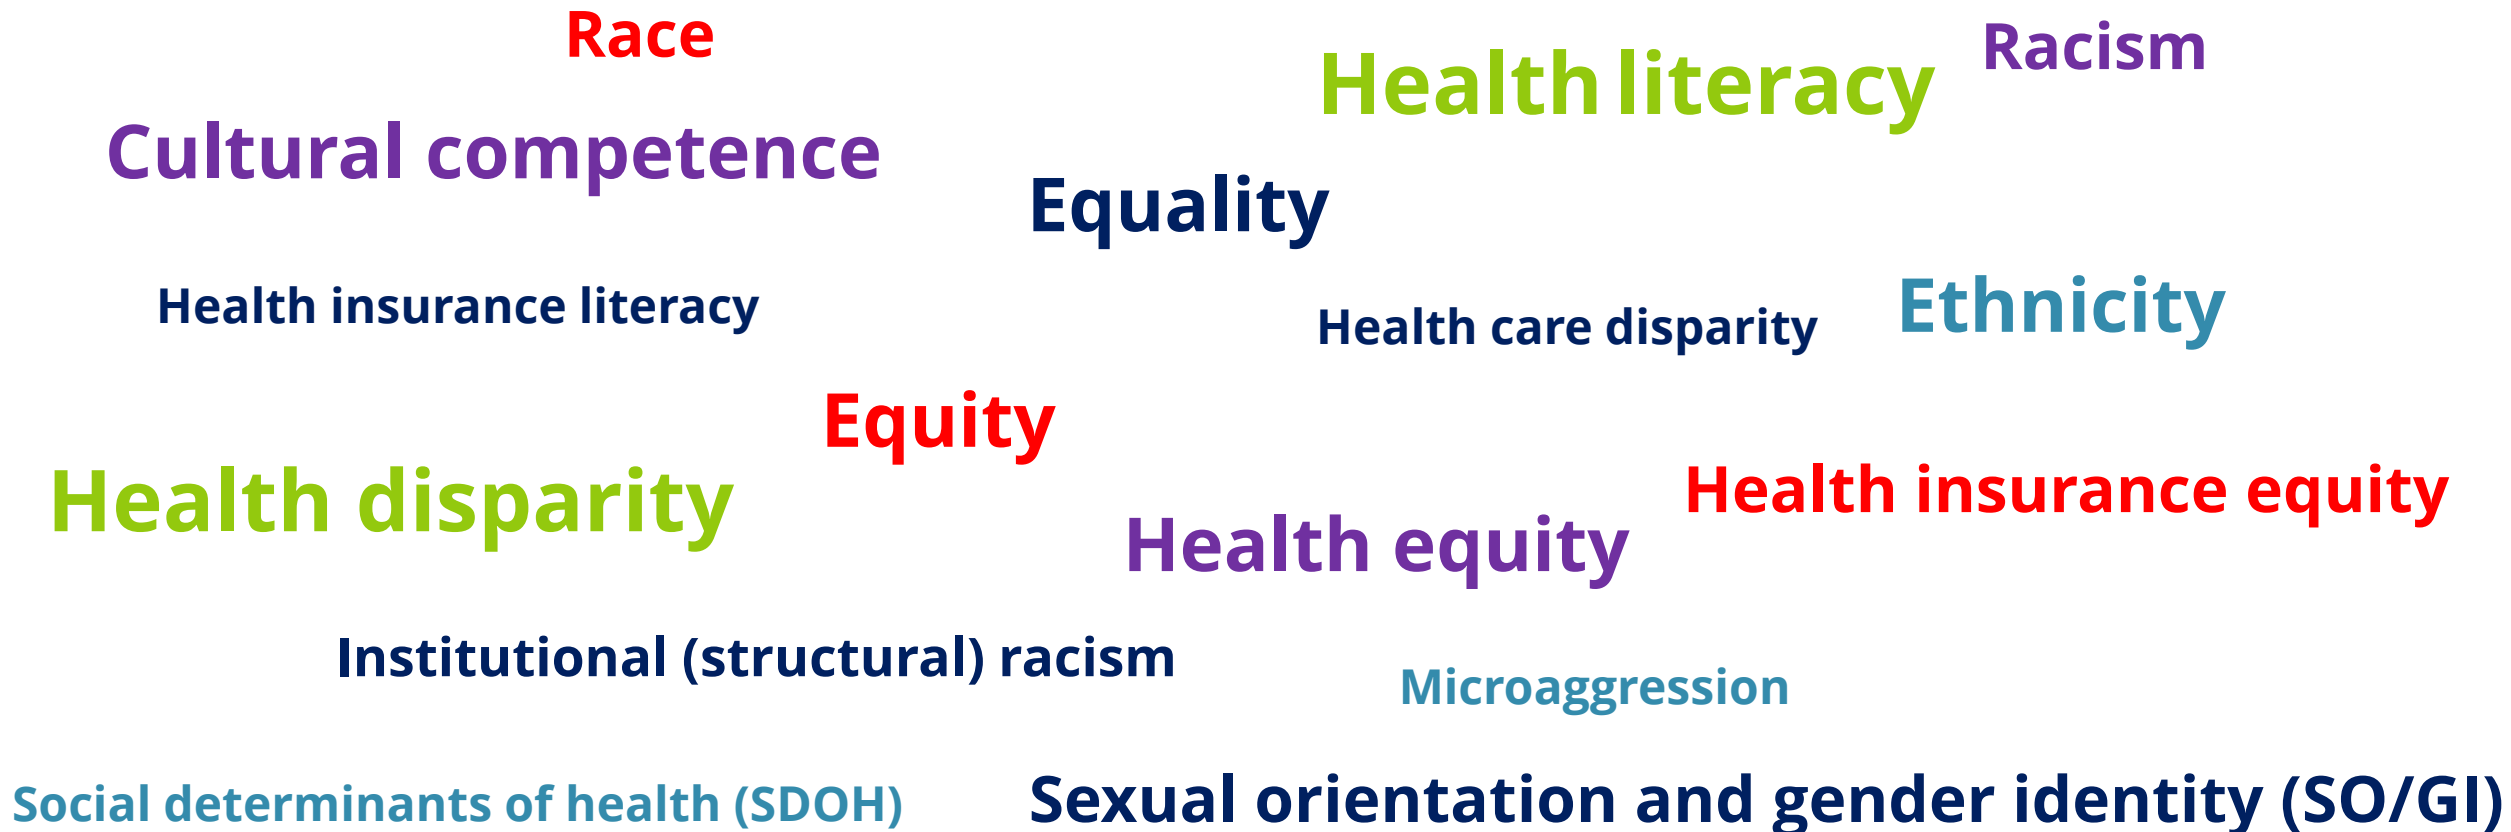 Race
Health literacy
Racism
Cultural competence
Equality
Health insurance literacy
Health care disparity
Ethnicity
Equity
Health disparity
Health insurance equity
Health equity
Institutional (structural) racism
Microaggression
Social determinants of health (SDOH)
Sexual orientation and gender identity (SO/GI)